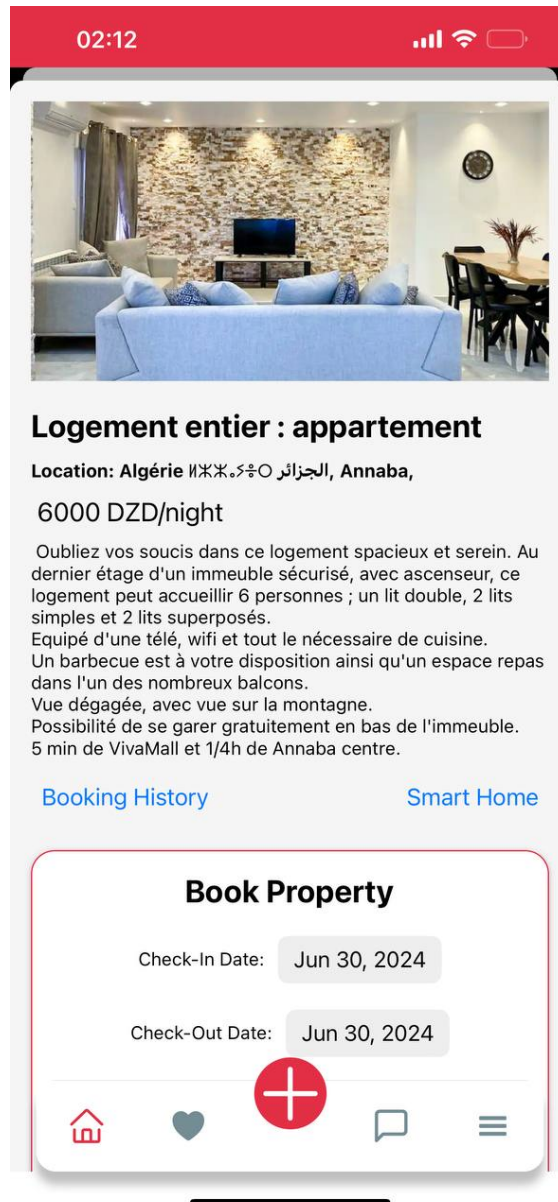 02:12
Logement entier : appartement
Location: Algérie ⵍⵣⵣⴰⵢⴻⵔ الجزائر, Annaba,
6000 DZD/night
Oubliez vos soucis dans ce logement spacieux et serein. Au
dernier étage d'un immeuble sécurisé, avec ascenseur, ce
logement peut accueillir 6 personnes ; un lit double, 2 lits
simples et 2 lits superposés.
Equipé d'une télé, wifi et tout le nécessaire de cuisine.
Un barbecue est à votre disposition ainsi qu'un espace repas
dans l'un des nombreux balcons.
Vue dégagée, avec vue sur la montagne.
Possibilité de se garer gratuitement en bas de l'immeuble.
5 min de VivaMall et 1/4h de Annaba centre.
Booking History
Smart Home
Book Property
Check-In Date: Jun 30, 2024
Check-Out Date: Jun 30, 2024